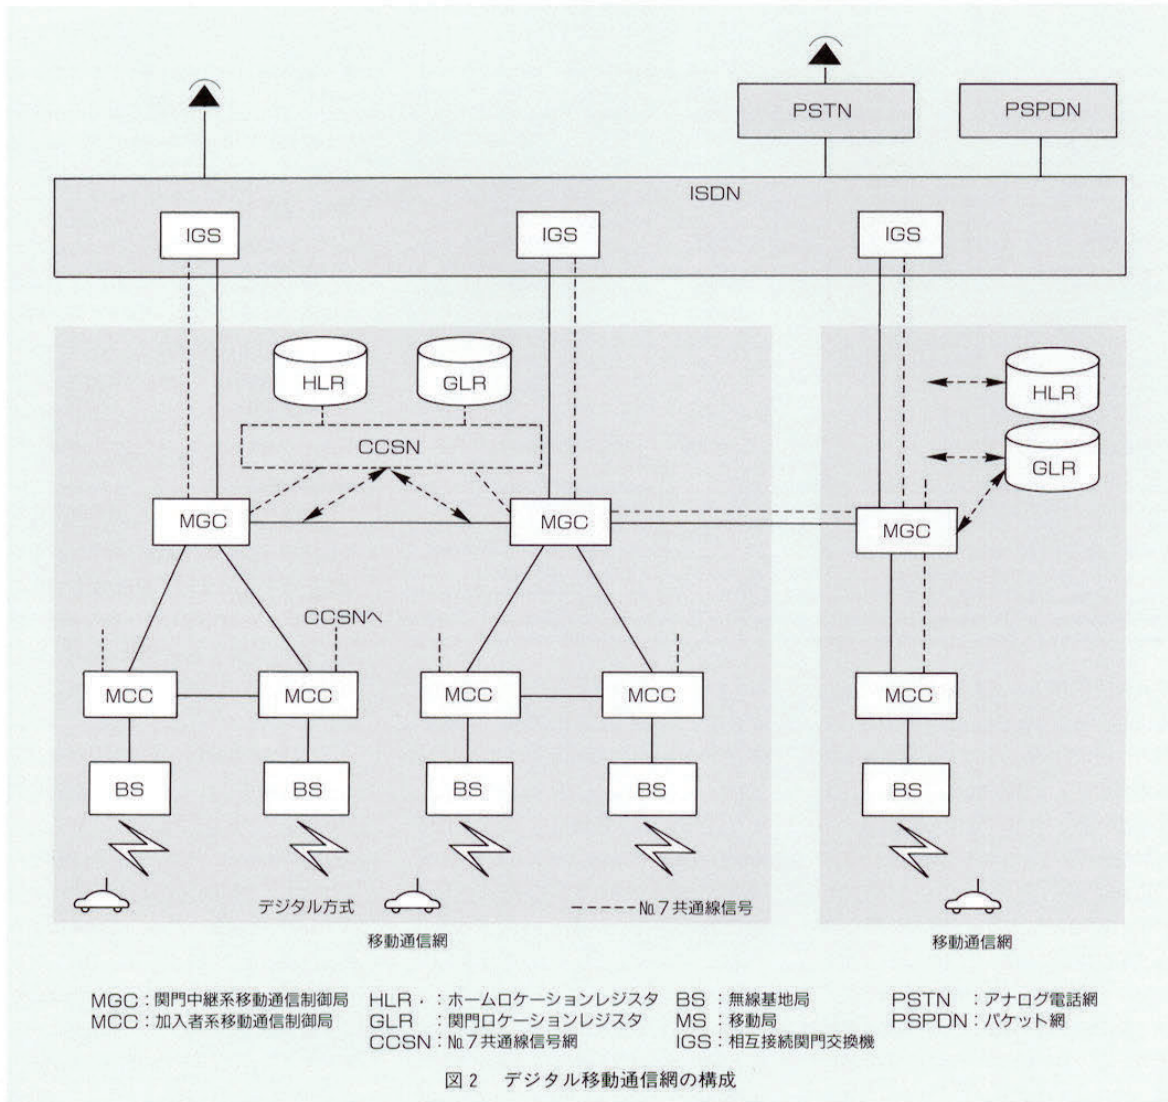 PSTN PSPDN
ISDN
IGS IGS IGS
HLR GLR HLR
CCSN GLR
MGC MGC MGC
CCSNへ
MCC MCC MCC MCC MCC
BS BS BS BS BS
デジタル方式 -----No.7共通線信号
移動通信網 移動通信網
MGC:関門中継系移動通信制御局 HLR :ホームロケーションレジスタ BS :無線基地局 PSTN :アナログ電話網
MCC:加入者系移動通信制御局 GLR :関門ロケーションレジスタ MS :移動局 PSPDN:パケット網
CCSN:No.7共通線信号網 IGS:相互接続関門交換機
図2 デジタル移動通信網の構成